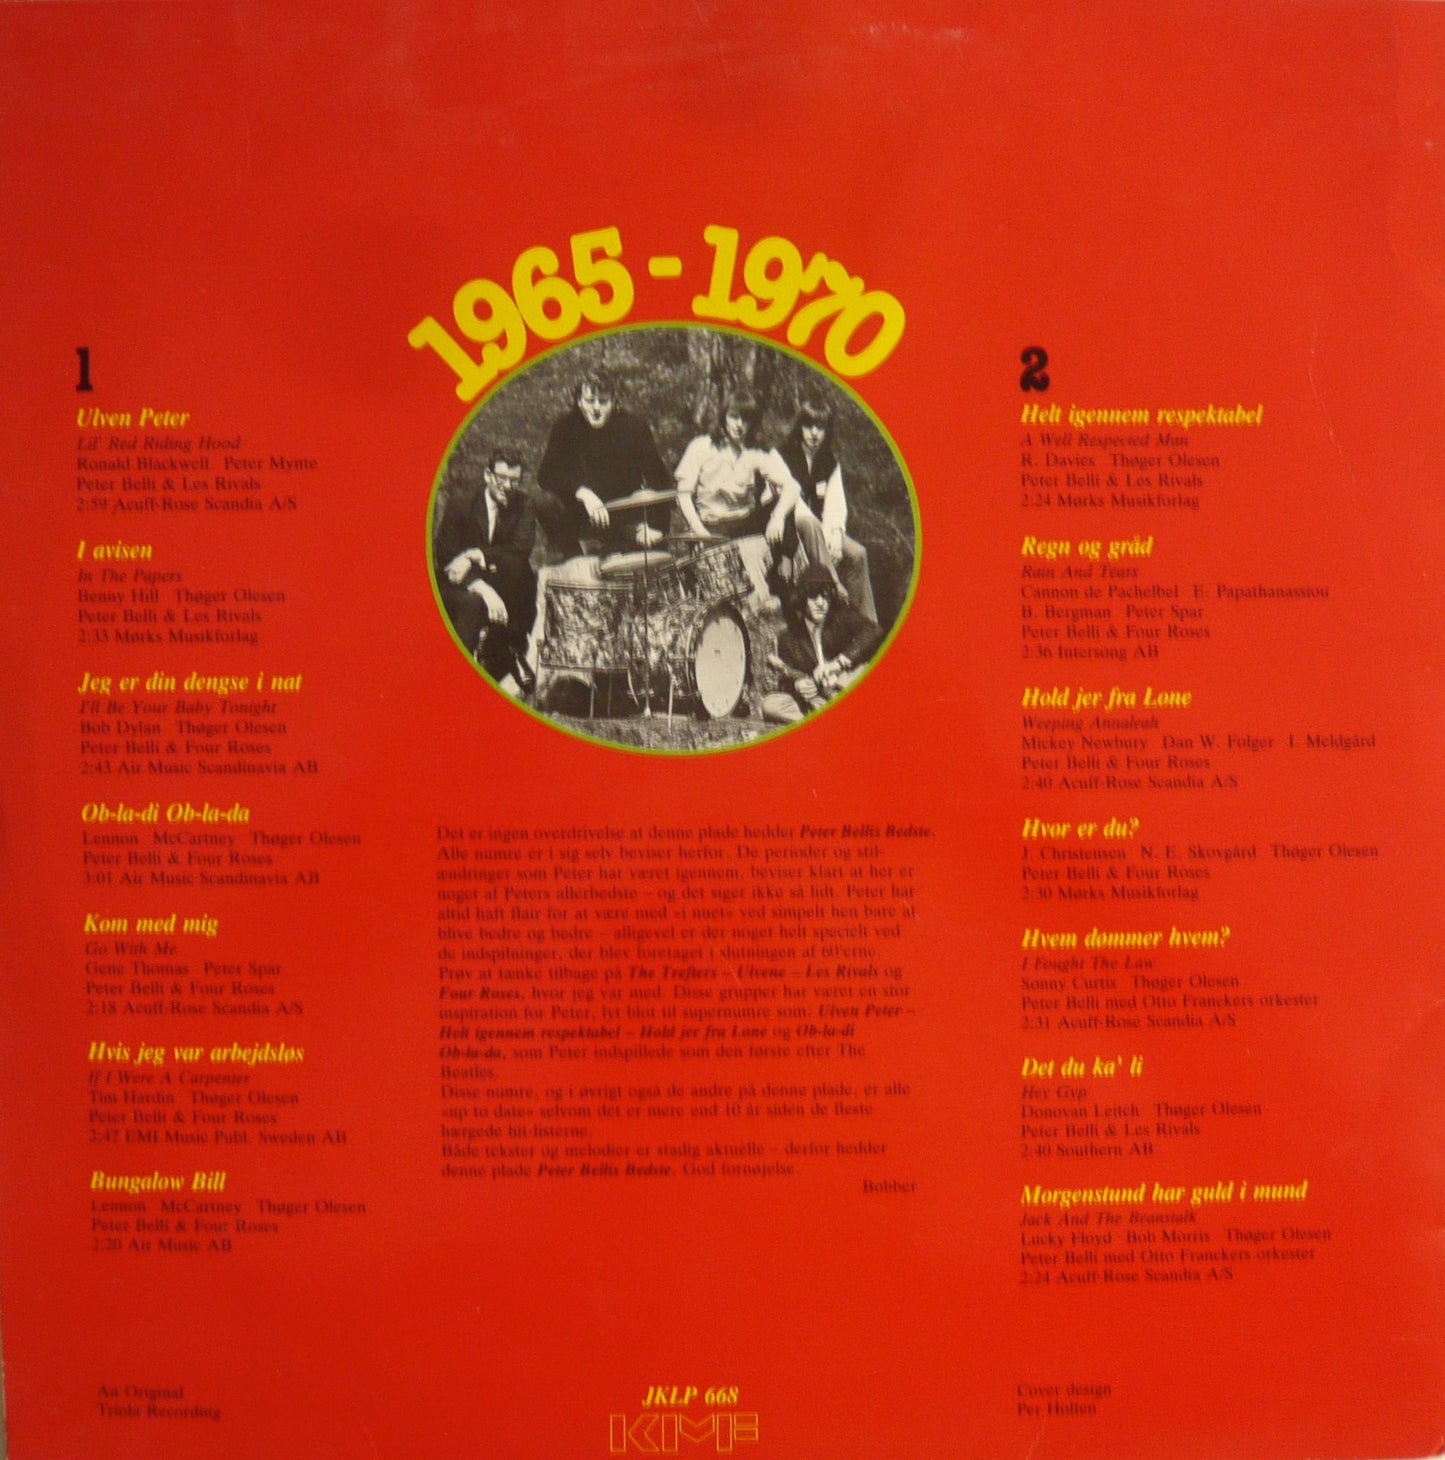 1965-1970
1
Ulven Peter
Lil' Red Riding Hood
Ronald Blackwell Peter Mynte
Peter Belli & Les Rivals
2:59 Acuff-Rose Scandia A/S
I avisen
In The Papers
Benny Hill Thøger Olesen
Peter Belli & Les Rivals
2:33 Mørks Musikforlag
Jeg er din dengse i nat
I'll Be Your Baby Tonight
Bob Dylan Thøger Olesen
Peter Belli & Four Roses
2:43 Air Music Scandinavia AB
Ob-la-di Ob-la-da
Lennon McCartney Thøger Olesen
Peter Belli & Four Roses
3:01 Air Music Scandinavia AB
Kom med mig
Go With Me
Gene Thomas Peter Spar
Peter Belli & Four Roses
2:18 Acuff-Rose Scandia A/S
Hvis jeg var arbejdsløs
If I Were A Carpenter
Tim Hardin Thøger Olesen
Peter Belli & Four Roses
2:47 EMI Music Publ. Sweden AB
Bungalow Bill
Lennon McCartney Thøger Olesen
Peter Belli & Four Roses
2:20 Air Music AB
Det er ingen overdrivelse at denne plade hedder Peter Bellis Bedste.
Alle numre er i sig selv beviser herfor. De perioder og stil-
ændringer som Peter har været igennem, beviser klart at her er
noget af Peters allerbedste – og det siger ikke så lidt. Peter har
altid haft flair for at være med »i nuet« ved simpelt hen bare at
blive bedre og bedre – alligevel er der noget helt specielt ved
de indspilninger, der blev foretaget i slutningen af 60'erne.
Prøv at tænke tilbage på The Trefters – Ulvene – Les Rivals og
Four Roses, hvor jeg var med. Disse grupper har været en stor
inspiration for Peter, lyt blot til supernumre som: Ulven Peter –
Helt igennem respektabel – Hold jer fra Lone og Ob-la-di
Ob-la-da, som Peter indspillede som den første efter The
Beatles.
Disse numre, og i øvrigt også de andre på denne plade, er alle
»up to date« selvom det er mere end 10 år siden de fleste
hærgede hit-listerne.
Både tekster og melodier er stadig aktuelle – derfor hedder
denne plade Peter Bellis Bedste. God fornøjelse.
Bobber
2
Helt igennem respektabel
A Well Respected Man
R. Davies Thøger Olesen
Peter Belli & Les Rivals
2:24 Mørks Musikforlag
Regn og gråd
Rain And Tears
Cannon de Pachelbel E. Papathanassiou
B. Bergman Peter Spar
Peter Belli & Four Roses
2:36 Intersong AB
Hold jer fra Lone
Weeping Annaleah
Mickey Newbury Dan W. Folger I. Meldgård
Peter Belli & Four Roses
2:40 Acuff-Rose Scandia A/S
Hvor er du?
J. Christensen N. E. Skovgård Thøger Olesen
Peter Belli & Four Roses
2:30 Mørks Musikforlag
Hvem dømmer hvem?
I Fought The Law
Sonny Curtis Thøger Olesen
Peter Belli med Otto Franckers orkester
2:31 Acuff-Rose Scandia A/S
Det du ka' li
Hey Gyp
Donovan Leitch Thøger Olesen
Peter Belli & Les Rivals
2:40 Southern AB
Morgenstund har guld i mund
Jack And The Beanstalk
Lucky Floyd Bob Morris Thøger Olesen
Peter Belli med Otto Franckers orkester
2:24 Acuff-Rose Scandia A/S
An Original
Triola Recording
JKLP 668
KMF
Cover design
Per Holten